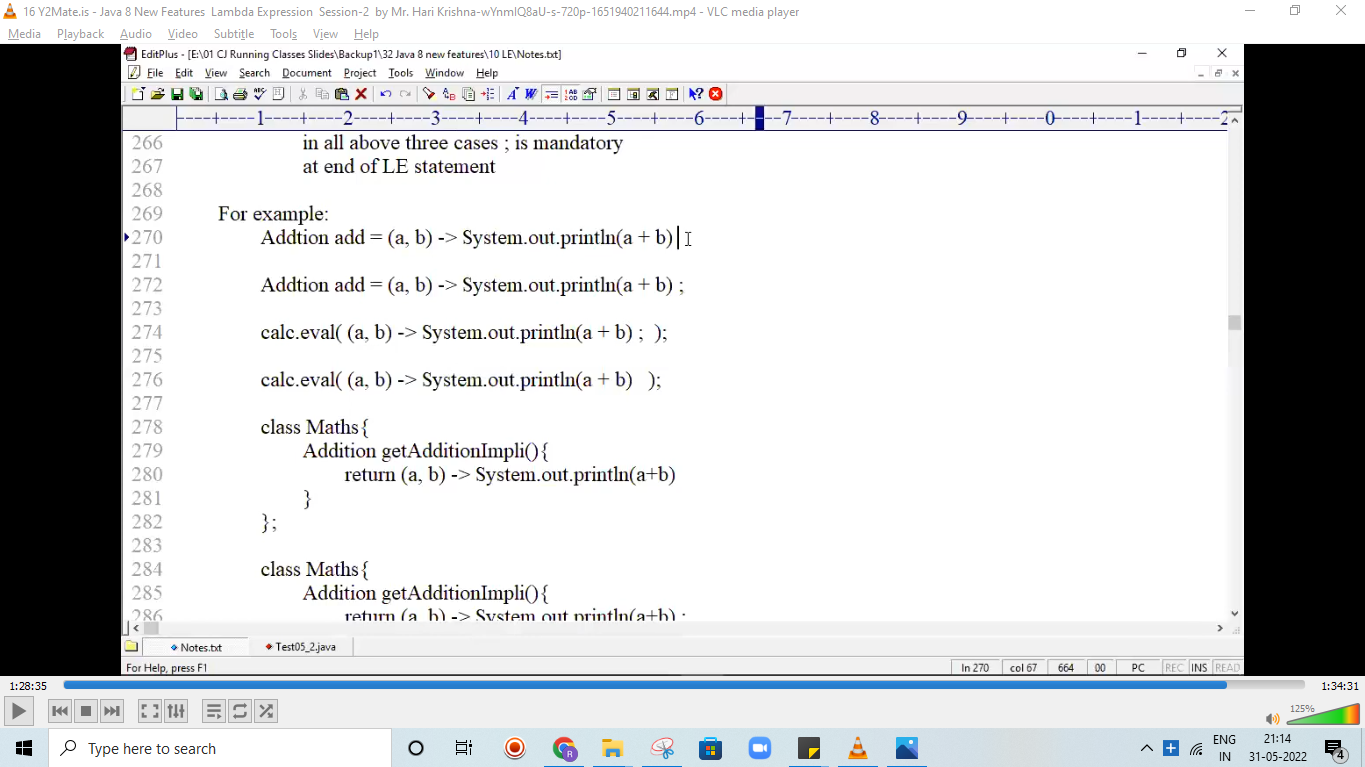 16 Y2Mate.is - Java 8 New Features  Lambda Expression  Session-2  by Mr. Hari Krishna-wYnmlQ8aU-s-720p-1651940211644.mp4 - VLC media player
Media Playback Audio Video Subtitle Tools View Help
EditPlus - [E:\01 CJ Running Classes Slides\Backup1\32 Java 8 new features\10 LE\Notes.txt]
File Edit View Search Document Project Tools Window Help
----+----1----+----2----+----3----+----4----+----5----+----6----+----7----+----8----+----9----+----0----+----1----+----2
266 in all above three cases ; is mandatory
267 at end of LE statement
268
269 For example:
270 Addtion add = (a, b) -> System.out.println(a + b)
271
272 Addtion add = (a, b) -> System.out.println(a + b) ;
273
274 calc.eval( (a, b) -> System.out.println(a + b) ;  );
275
276 calc.eval( (a, b) -> System.out.println(a + b)   );
277
278 class Maths{
279 Addition getAdditionImpli(){
280 return (a, b) -> System.out.println(a+b)
281 }
282 };
283
284 class Maths{
285 Addition getAdditionImpli(){
286 return (a, b) -> System.out.println(a+b) ;
Notes.txt Test05_2.java
For Help, press F1 ln 270 col 67 664 00 PC REC INS READ
1:28:35 1:34:31
125%
Type here to search
ENG
IN
21:14
31-05-2022
4